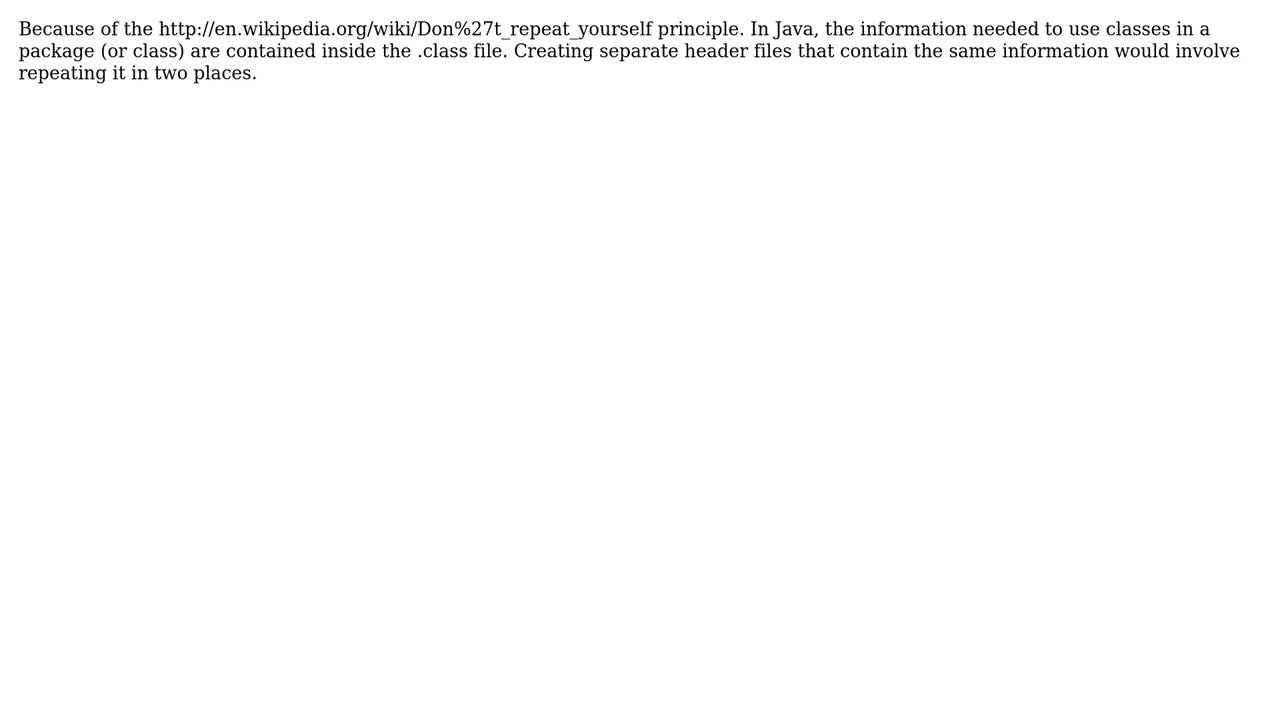 Because of the http://en.wikipedia.org/wiki/Don%27t_repeat_yourself principle. In Java, the information needed to use classes in a
package (or class) are contained inside the .class file. Creating separate header files that contain the same information would involve
repeating it in two places.